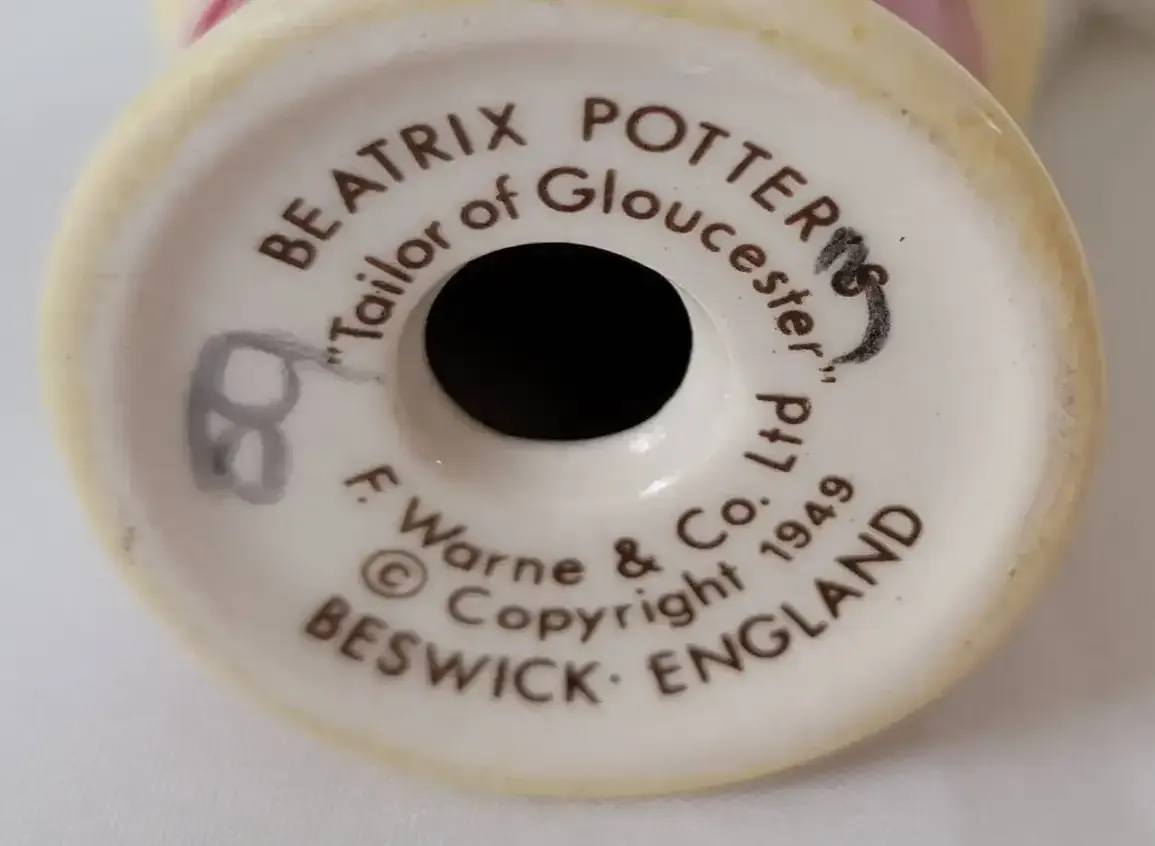 BEATRIX POTTER'S
"Tailor of Gloucester"
F. Warne & Co. Ltd
© Copyright 1949
BESWICK · ENGLAND